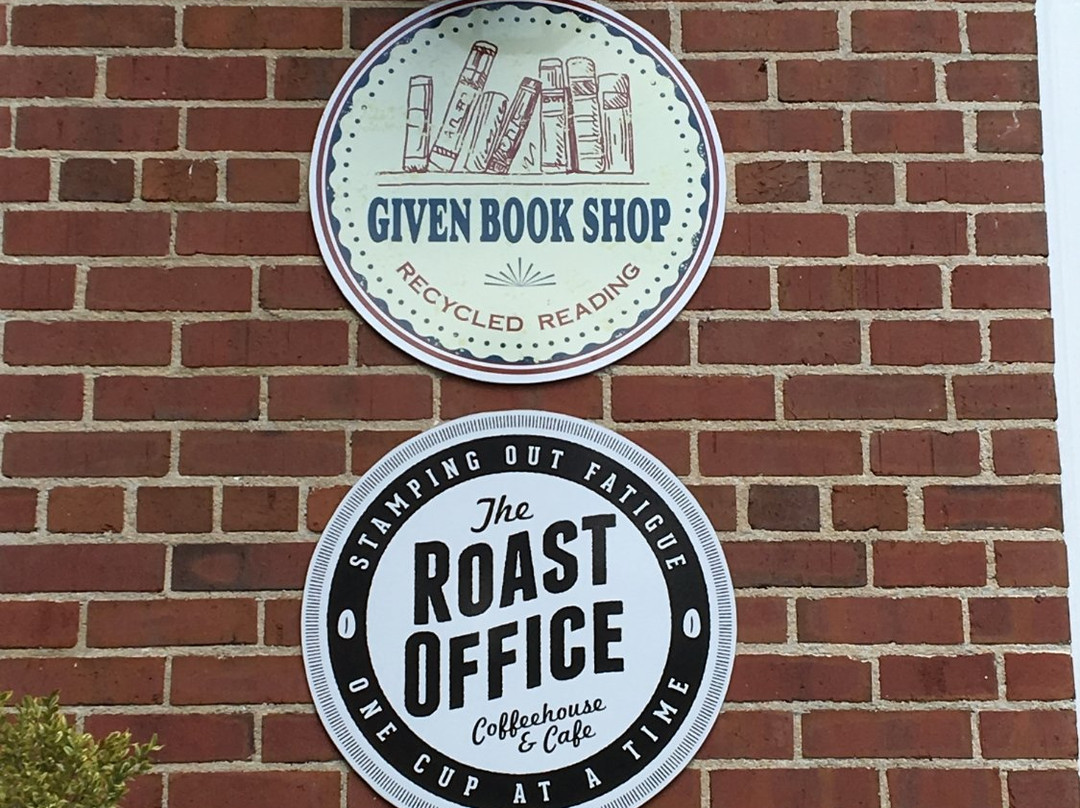 GIVEN BOOK SHOP
RECYCLED READING
STAMPING OUT FATIGUE
The
ROAST
OFFICE
Coffeehouse
& Cafe
ONE CUP AT A TIME